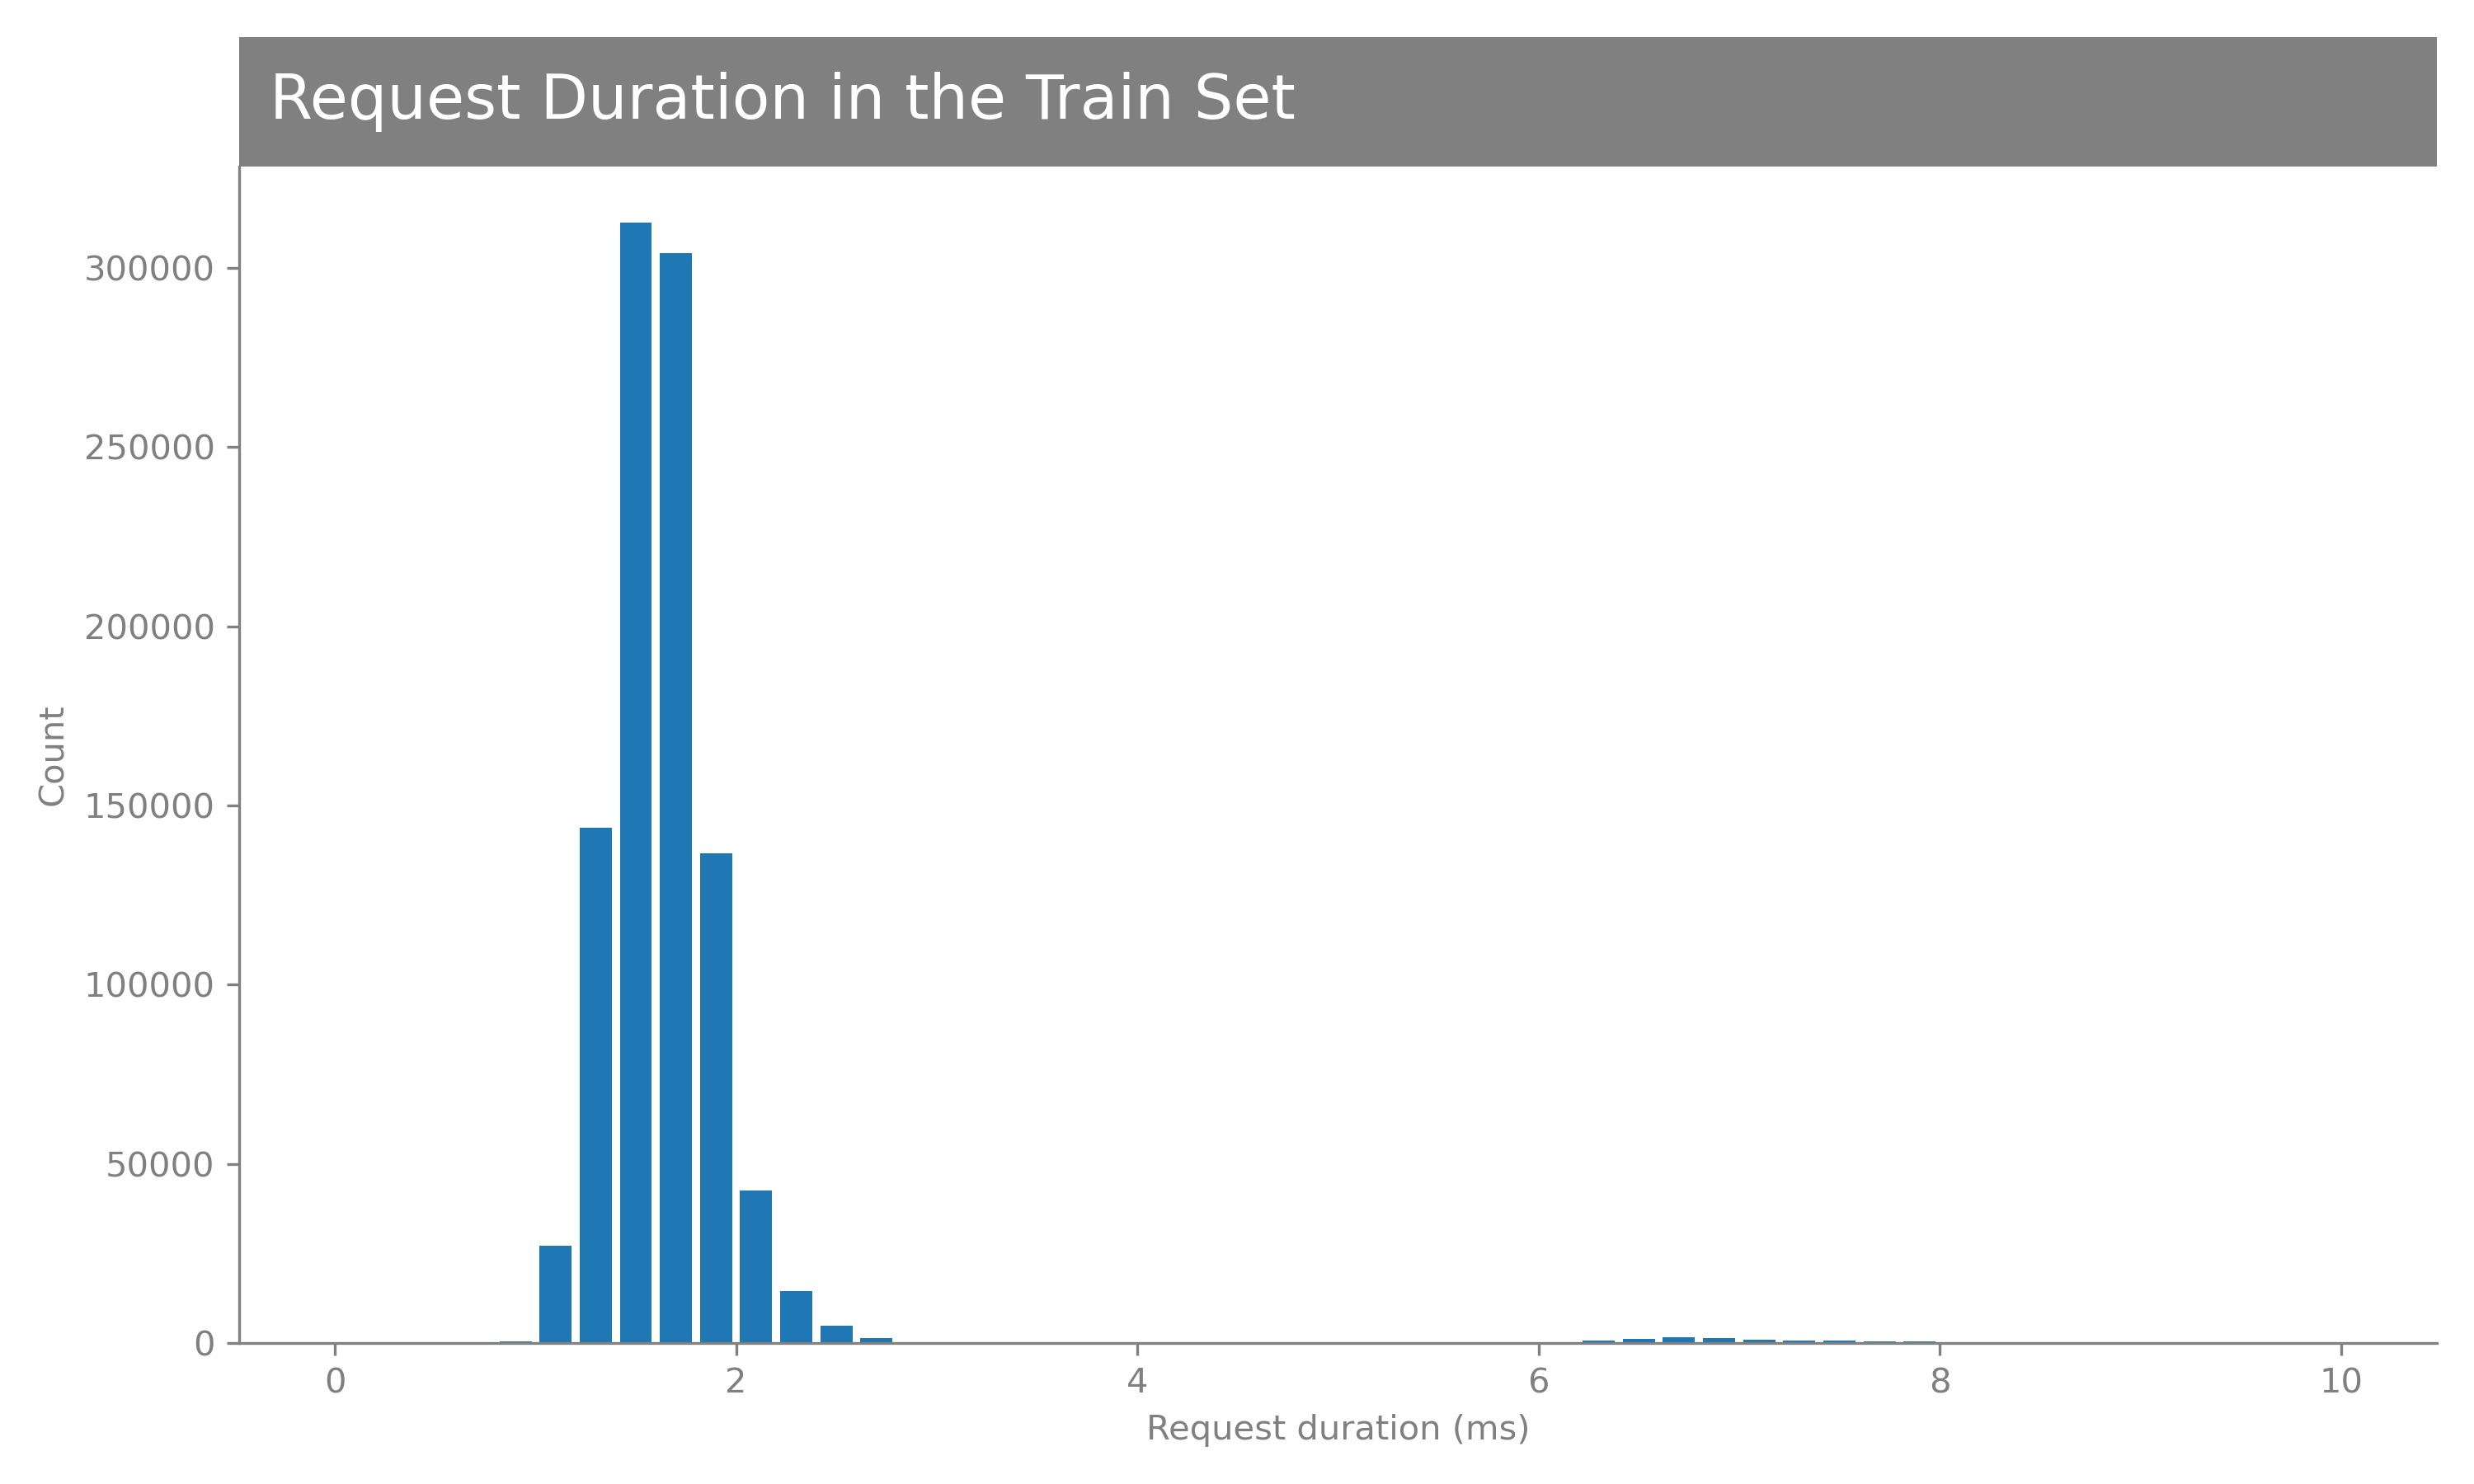 Request Duration in the Train Set
300000
250000
200000
150000
100000
50000
0
Count
0 2 4 6 8 10
Request duration (ms)